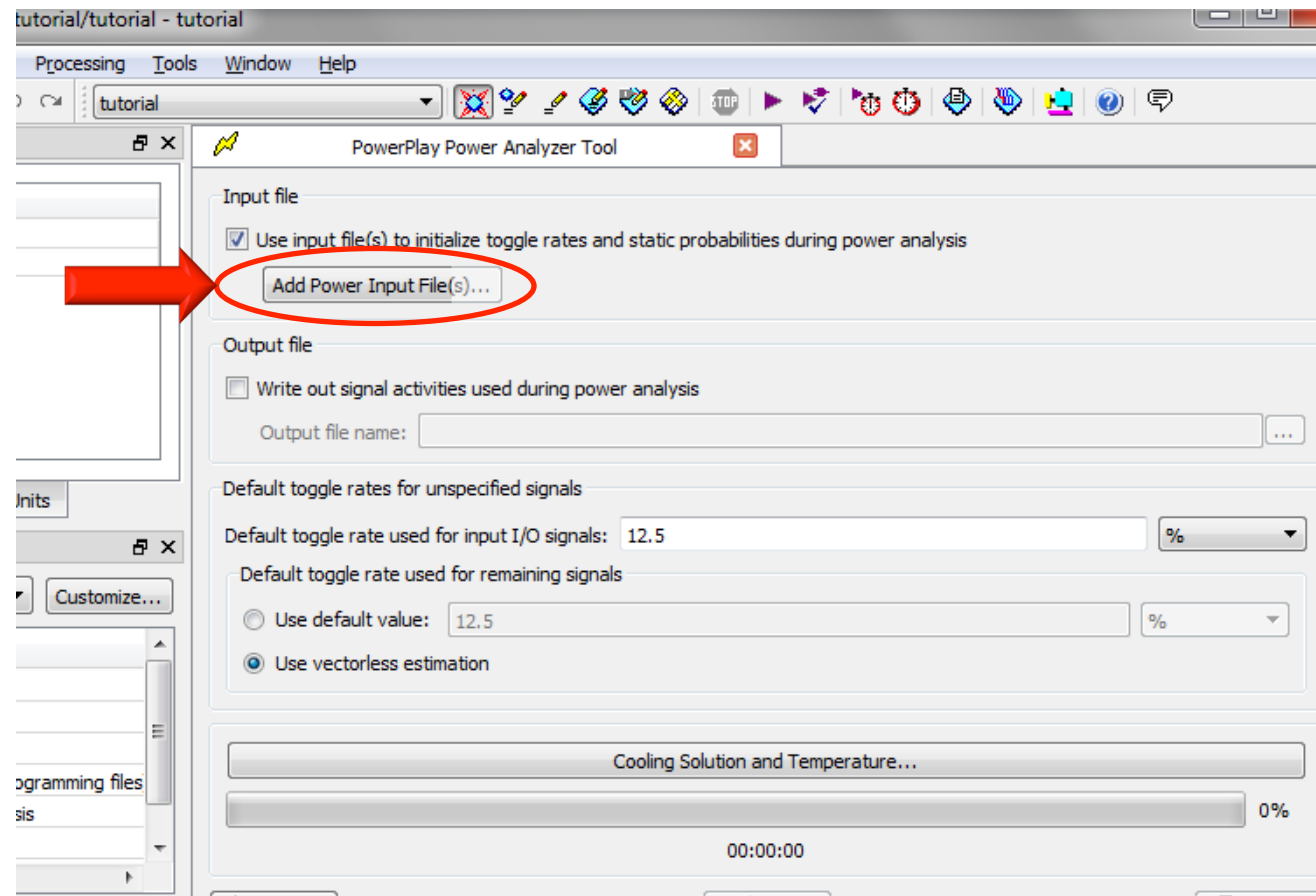 tutorial/tutorial - tutorial
Processing Tools Window Help
tutorial
STOP
PowerPlay Power Analyzer Tool
Input file
Use input file(s) to initialize toggle rates and static probabilities during power analysis
Add Power Input File(s)...
Output file
Write out signal activities used during power analysis
Output file name:
...
Units
Default toggle rates for unspecified signals
Default toggle rate used for input I/O signals: 12.5 %
Default toggle rate used for remaining signals
Customize...
Use default value: 12.5 %
Use vectorless estimation
Cooling Solution and Temperature...
ogramming files
sis
0%
00:00:00